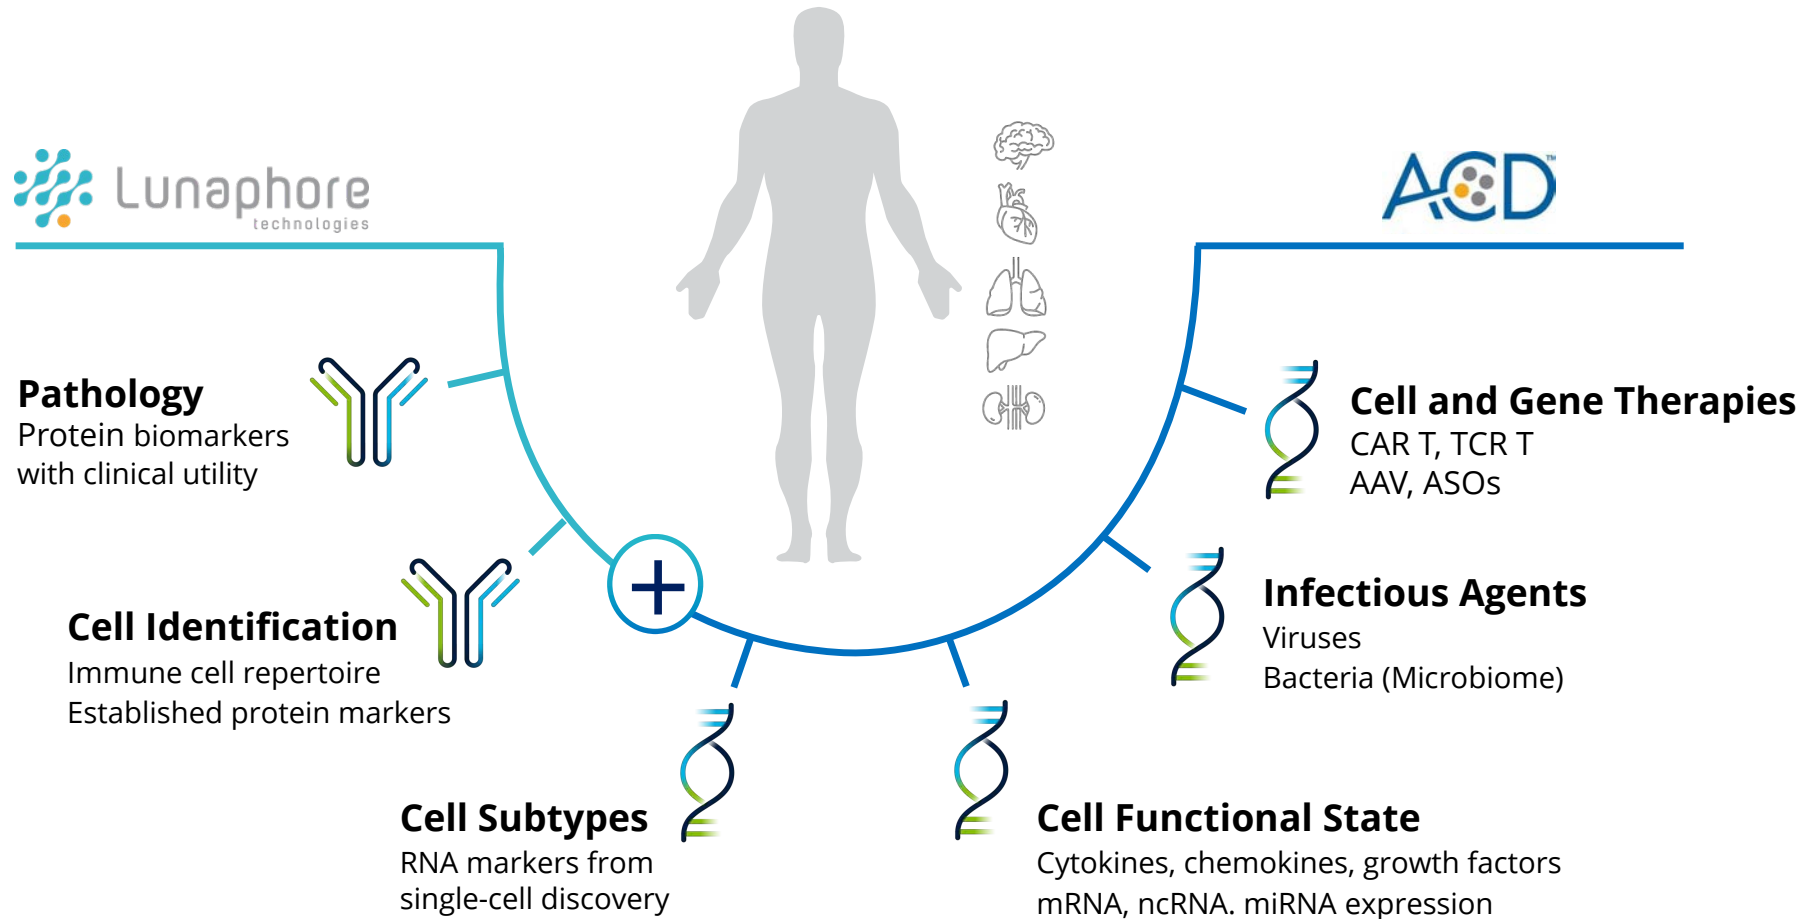 Lunaphore
technologies
ACD™
Pathology
Protein biomarkers
with clinical utility
Cell Identification
Immune cell repertoire
Established protein markers
Cell Subtypes
RNA markers from
single-cell discovery
Cell Functional State
Cytokines, chemokines, growth factors
mRNA, ncRNA. miRNA expression
Infectious Agents
Viruses
Bacteria (Microbiome)
Cell and Gene Therapies
CAR T, TCR T
AAV, ASOs